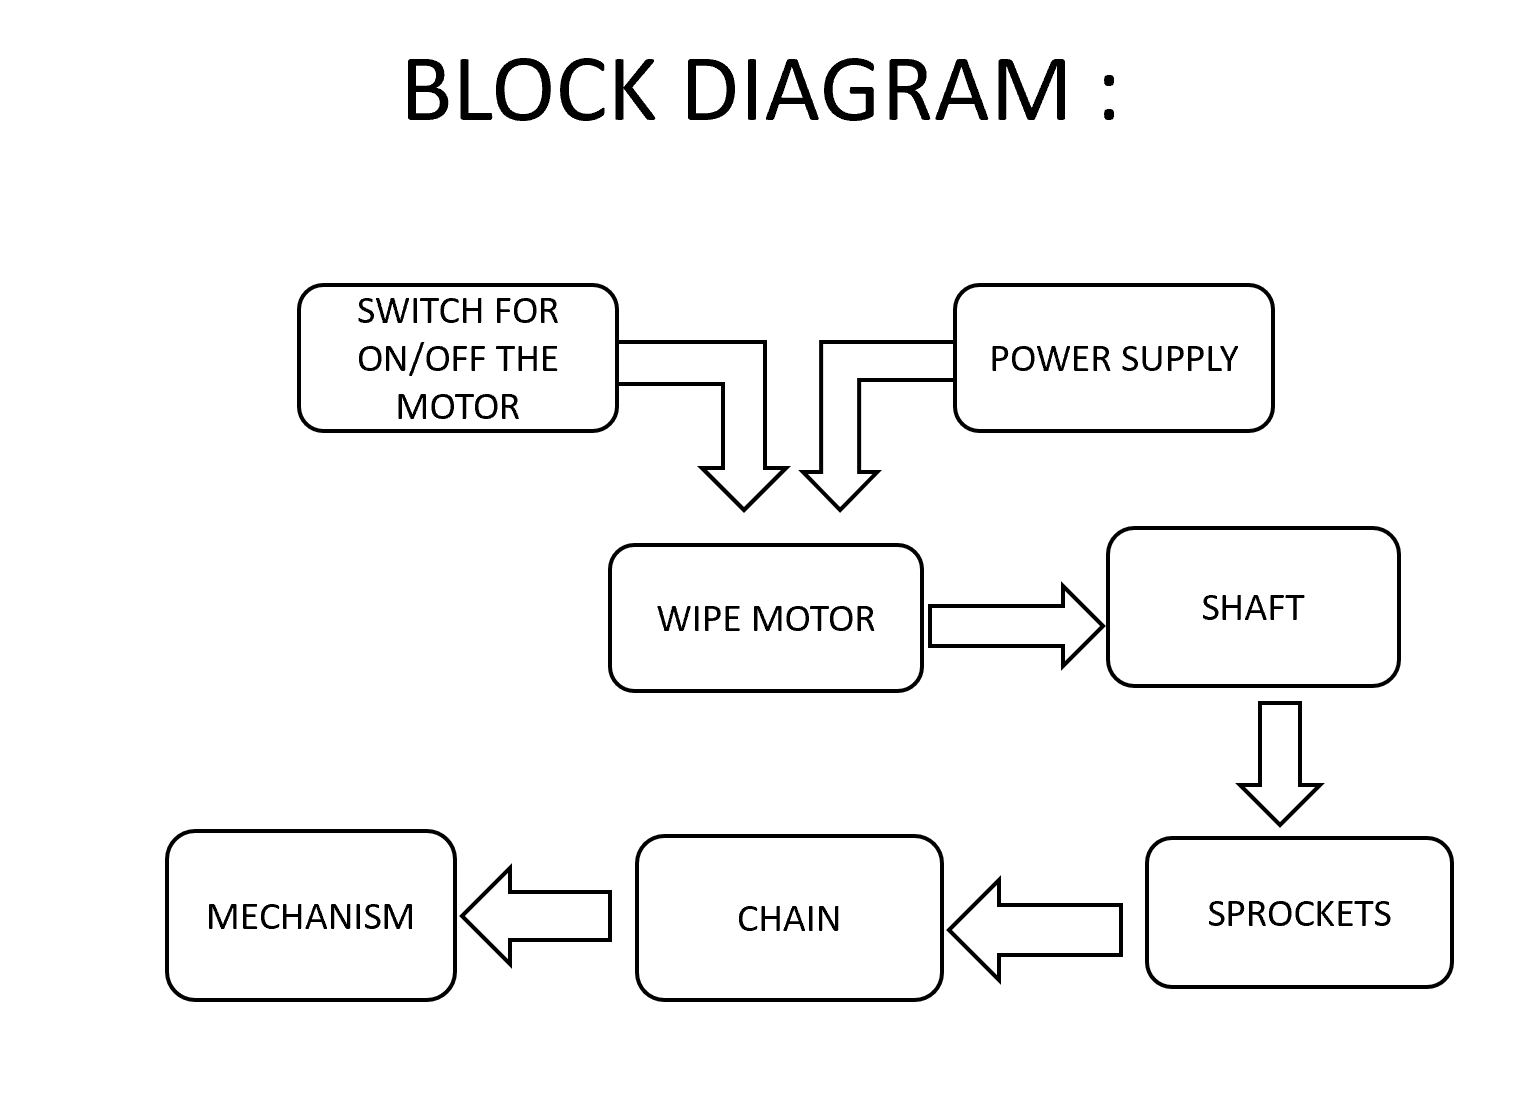 BLOCK DIAGRAM :
SWITCH FOR
ON/OFF THE
MOTOR
POWER SUPPLY
WIPE MOTOR
SHAFT
MECHANISM
CHAIN
SPROCKETS